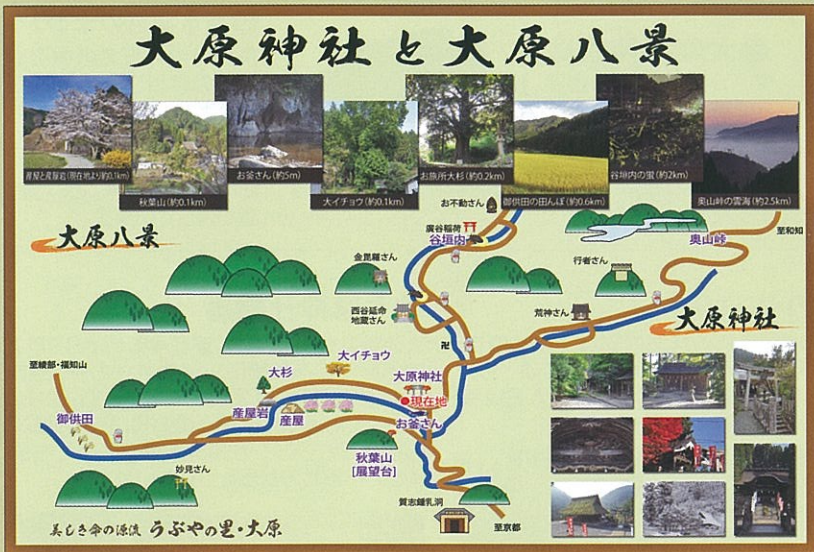 大原神社と大原八景
産屋と産屋岩(現在地より約0.1km)
秋葉山(約0.1km)
お釜さん(約5m)
大イチョウ(約0.1km)
お旅所大杉(約0.2km)
御供田の田んぼ(約0.6km)
谷垣内の蛍(約2km)
奥山峠の雲海(約2.5km)
大原八景
お不動さん
廣谷稲荷
谷垣内
奥山峠
至和知
金毘羅さん
行者さん
西谷延命
地蔵さん
荒神さん
大原神社
卍
至綾部・福知山
大イチョウ
大杉
大原神社
現在地
御供田
産屋岩
産屋
お釜さん
秋葉山
[展望台]
妙見さん
質志鍾乳洞
至京都
美しき命の源流 うぶやの里・大原